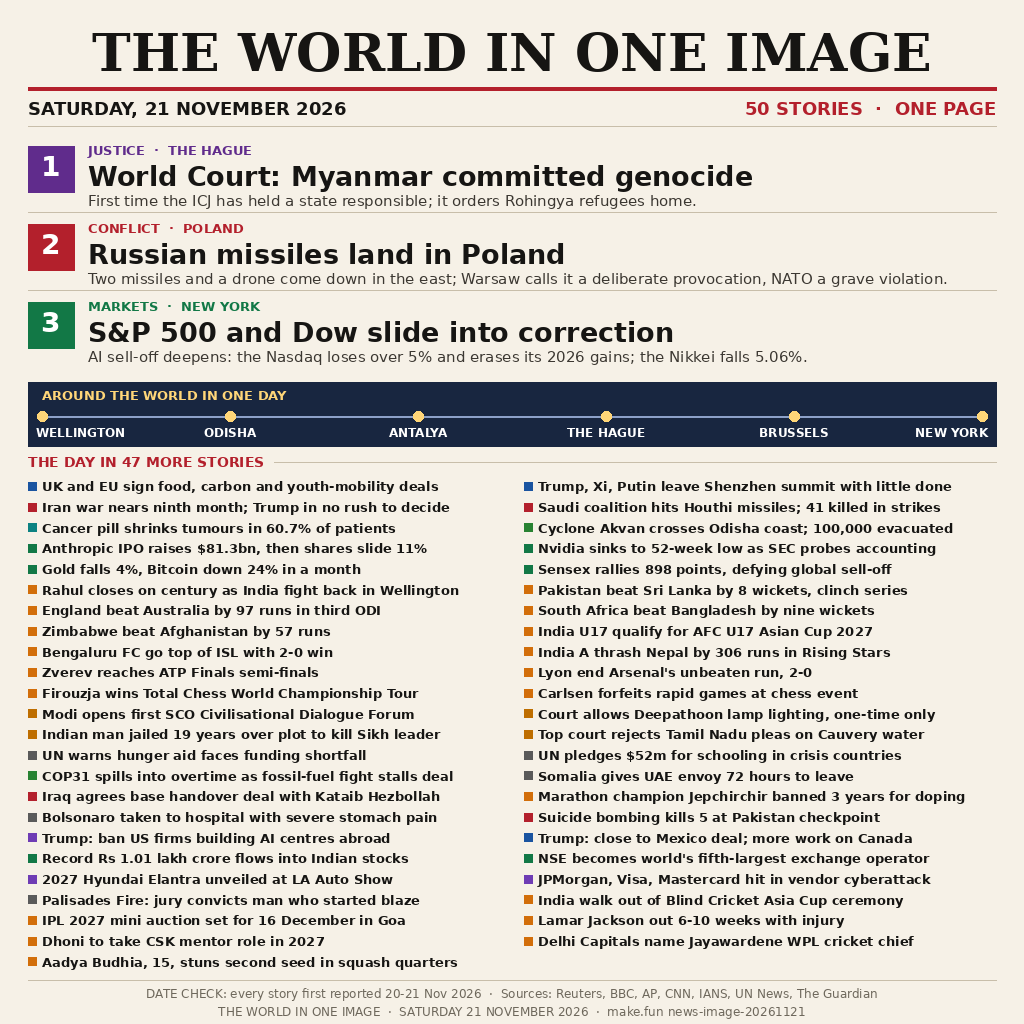 THE WORLD IN ONE IMAGE
SATURDAY, 21 NOVEMBER 2026
50 STORIES · ONE PAGE
1
JUSTICE · THE HAGUE
World Court: Myanmar committed genocide
First time the ICJ has held a state responsible; it orders Rohingya refugees home.
2
CONFLICT · POLAND
Russian missiles land in Poland
Two missiles and a drone come down in the east; Warsaw calls it a deliberate provocation, NATO a grave violation.
3
MARKETS · NEW YORK
S&P 500 and Dow slide into correction
AI sell-off deepens: the Nasdaq loses over 5% and erases its 2026 gains; the Nikkei falls 5.06%.
AROUND THE WORLD IN ONE DAY
WELLINGTON
ODISHA
ANTALYA
THE HAGUE
BRUSSELS
NEW YORK
THE DAY IN 47 MORE STORIES
UK and EU sign food, carbon and youth-mobility deals
Iran war nears ninth month; Trump in no rush to decide
Cancer pill shrinks tumours in 60.7% of patients
Anthropic IPO raises $81.3bn, then shares slide 11%
Gold falls 4%, Bitcoin down 24% in a month
Rahul closes on century as India fight back in Wellington
England beat Australia by 97 runs in third ODI
Zimbabwe beat Afghanistan by 57 runs
Bengaluru FC go top of ISL with 2-0 win
Zverev reaches ATP Finals semi-finals
Firouzja wins Total Chess World Championship Tour
Modi opens first SCO Civilisational Dialogue Forum
Indian man jailed 19 years over plot to kill Sikh leader
UN warns hunger aid faces funding shortfall
COP31 spills into overtime as fossil-fuel fight stalls deal
Iraq agrees base handover deal with Kataib Hezbollah
Bolsonaro taken to hospital with severe stomach pain
Trump: ban US firms building AI centres abroad
Record Rs 1.01 lakh crore flows into Indian stocks
2027 Hyundai Elantra unveiled at LA Auto Show
Palisades Fire: jury convicts man who started blaze
IPL 2027 mini auction set for 16 December in Goa
Dhoni to take CSK mentor role in 2027
Aadya Budhia, 15, stuns second seed in squash quarters
Trump, Xi, Putin leave Shenzhen summit with little done
Saudi coalition hits Houthi missiles; 41 killed in strikes
Cyclone Akvan crosses Odisha coast; 100,000 evacuated
Nvidia sinks to 52-week low as SEC probes accounting
Sensex rallies 898 points, defying global sell-off
Pakistan beat Sri Lanka by 8 wickets, clinch series
South Africa beat Bangladesh by nine wickets
India U17 qualify for AFC U17 Asian Cup 2027
India A thrash Nepal by 306 runs in Rising Stars
Lyon end Arsenal's unbeaten run, 2-0
Carlsen forfeits rapid games at chess event
Court allows Deepathoon lamp lighting, one-time only
Top court rejects Tamil Nadu pleas on Cauvery water
UN pledges $52m for schooling in crisis countries
Somalia gives UAE envoy 72 hours to leave
Marathon champion Jepchirchir banned 3 years for doping
Suicide bombing kills 5 at Pakistan checkpoint
Trump: close to Mexico deal; more work on Canada
NSE becomes world's fifth-largest exchange operator
JPMorgan, Visa, Mastercard hit in vendor cyberattack
India walk out of Blind Cricket Asia Cup ceremony
Lamar Jackson out 6-10 weeks with injury
Delhi Capitals name Jayawardene WPL cricket chief
DATE CHECK: every story first reported 20-21 Nov 2026 · Sources: Reuters, BBC, AP, CNN, IANS, UN News, The Guardian
THE WORLD IN ONE IMAGE · SATURDAY 21 NOVEMBER 2026 · make.fun news-image-20261121